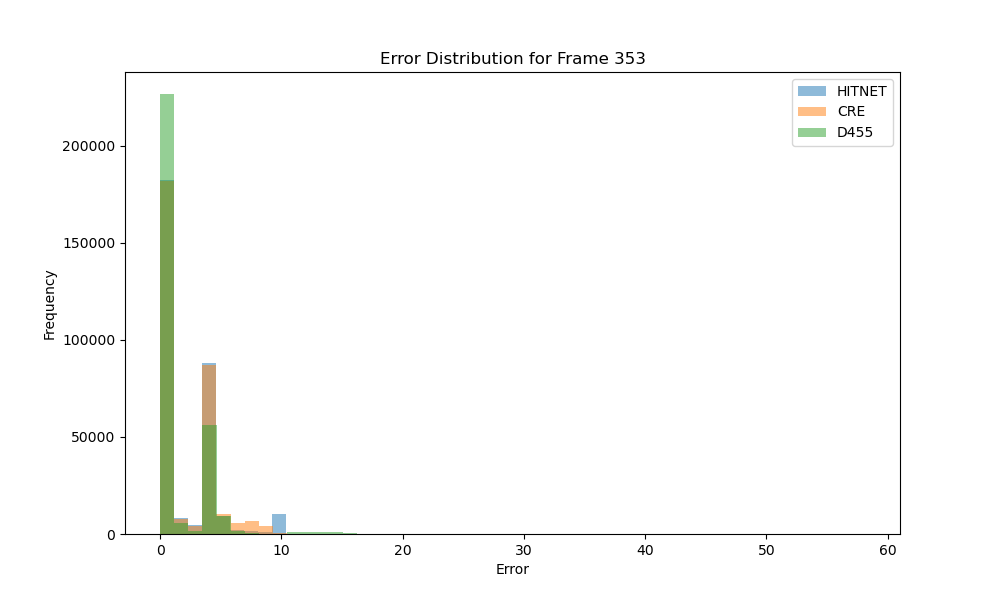 Error Distribution for Frame 353
HITNET
CRE
D455
200000
150000
100000
50000
0
Frequency
0 10 20 30 40 50 60
Error